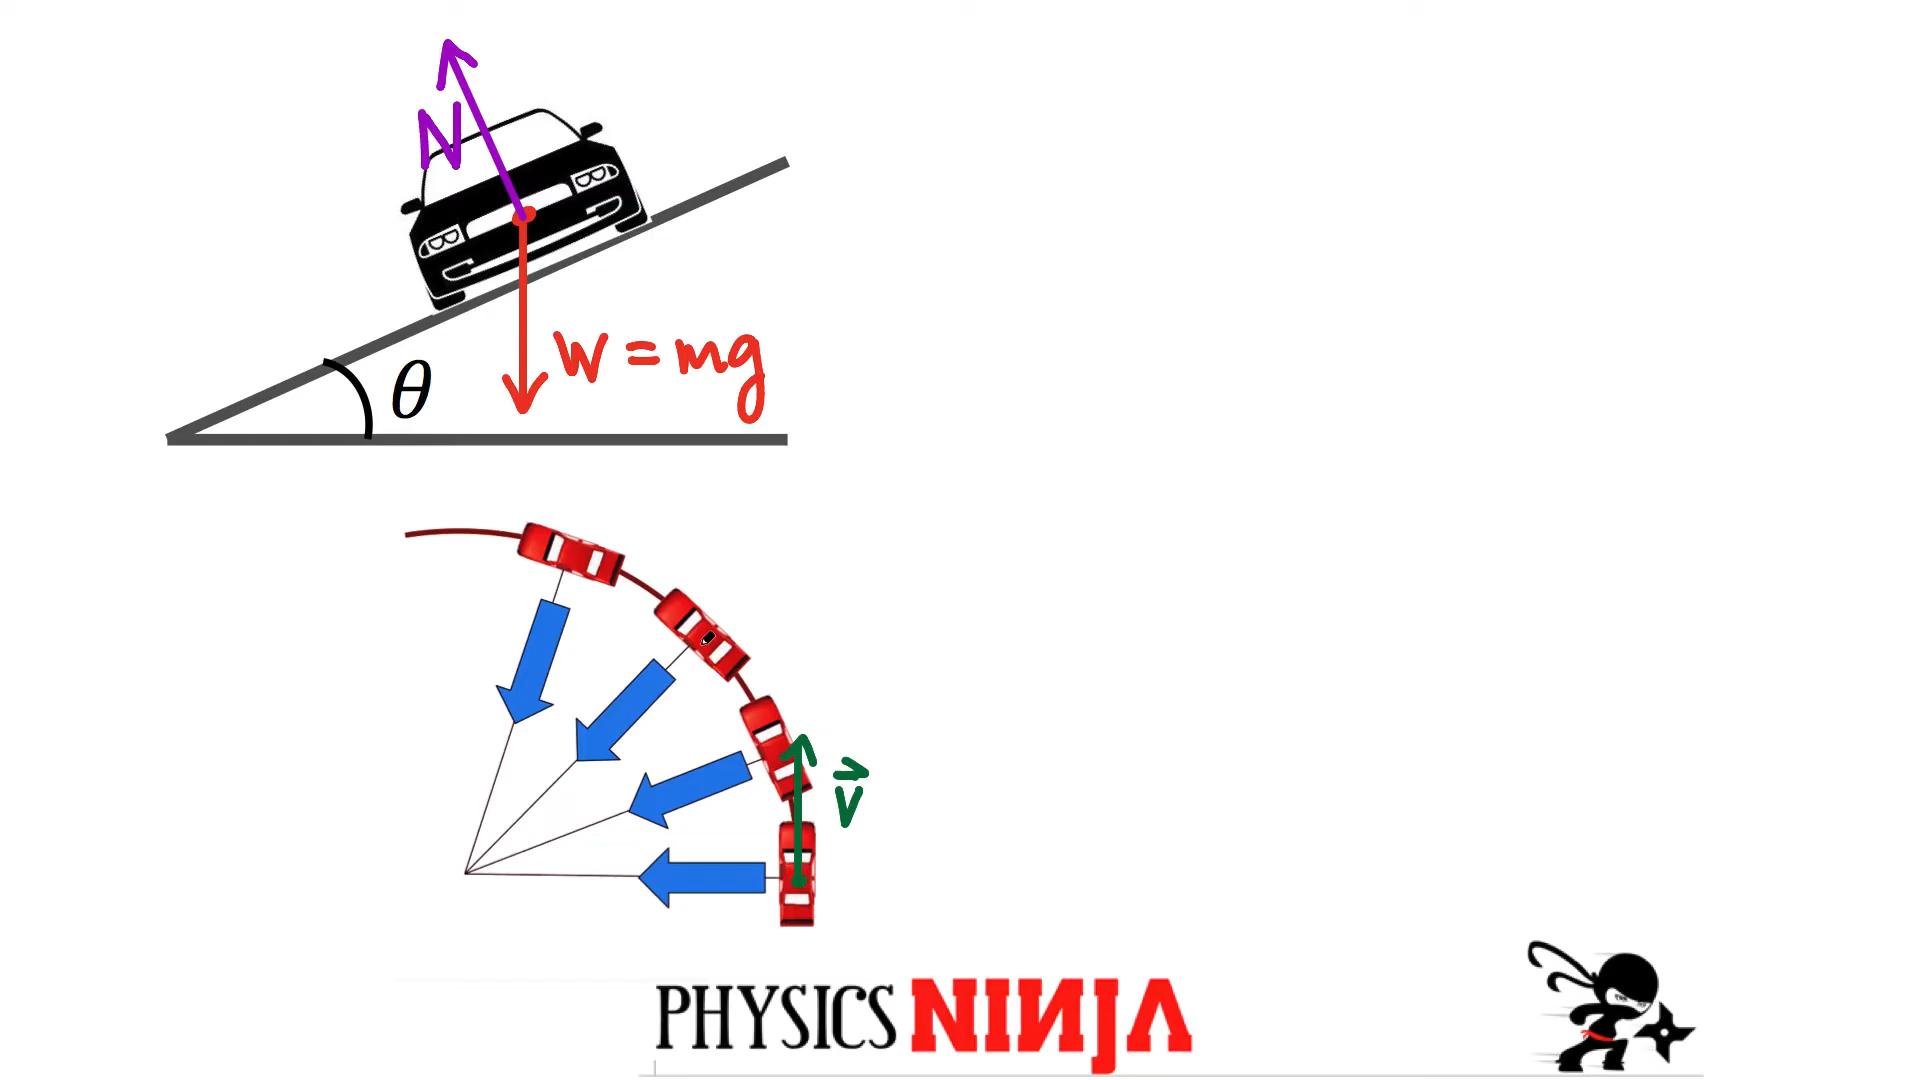 N
W = mg
θ
v⃗
PHYSICS NINJA